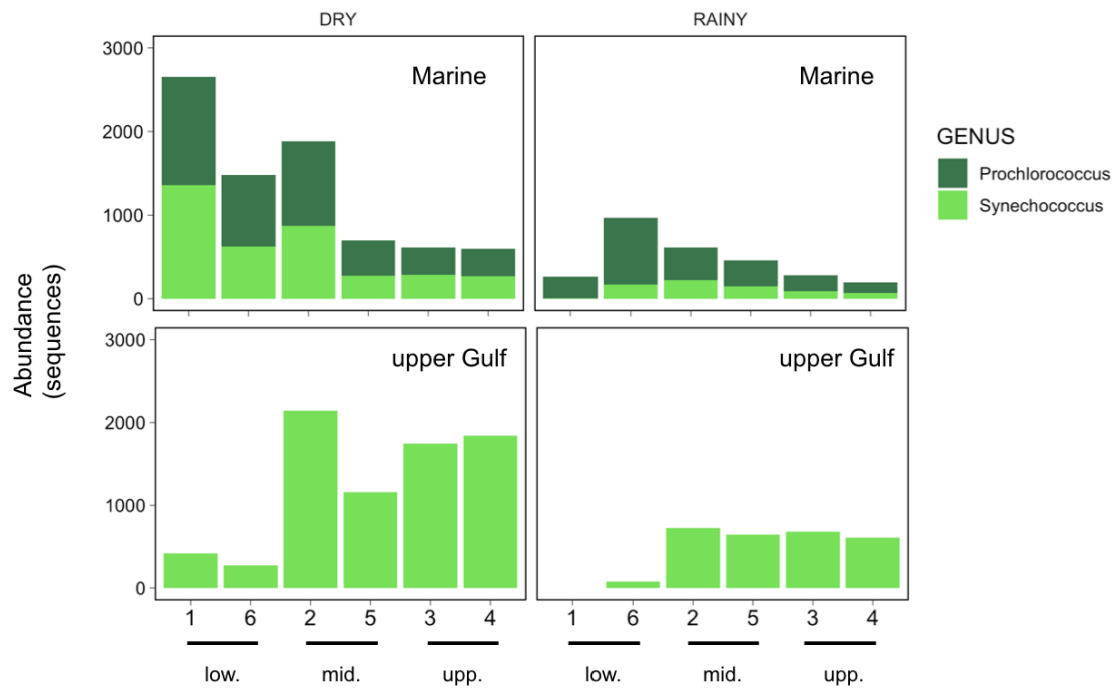 DRY
RAINY
3000
Marine
Marine
2000
1000
0
GENUS
Prochlorococcus
Synechococcus
Abundance
(sequences)
3000
upper Gulf
upper Gulf
2000
1000
0
1 6 2 5 3 4
1 6 2 5 3 4
low. mid. upp.
low. mid. upp.